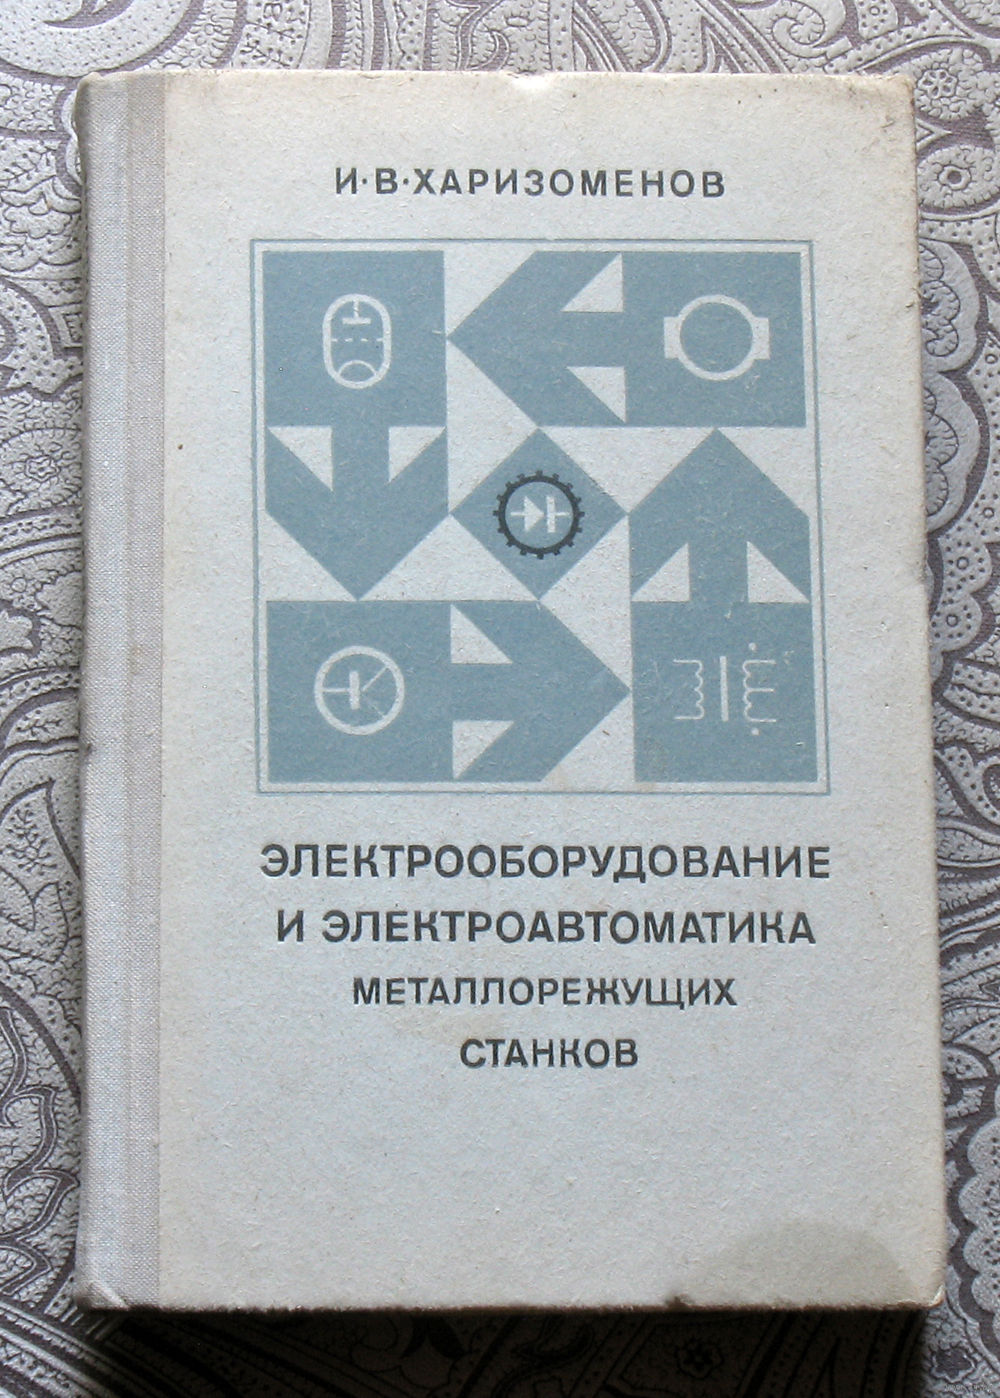 И·В·ХАРИЗОМЕНОВ
ЭЛЕКТРООБОРУДОВАНИЕ
И ЭЛЕКТРОАВТОМАТИКА
МЕТАЛЛОРЕЖУЩИХ
СТАНКОВ